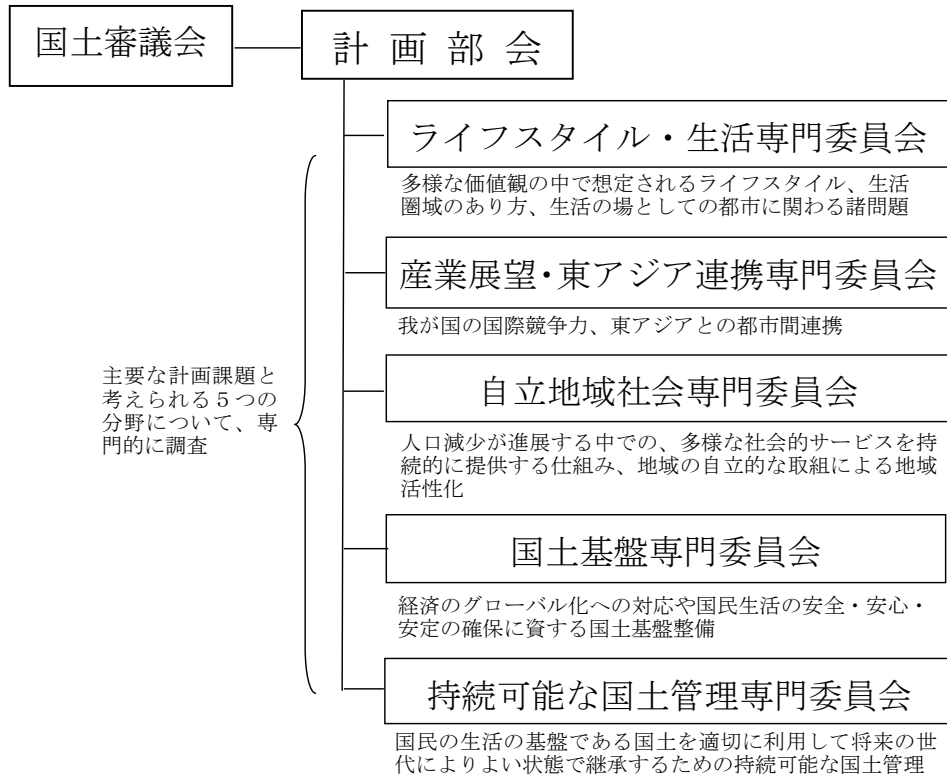 国土審議会
計画部会
ライフスタイル・生活専門委員会
多様な価値観の中で想定されるライフスタイル、生活
圏域のあり方、生活の場としての都市に関わる諸問題
産業展望・東アジア連携専門委員会
我が国の国際競争力、東アジアとの都市間連携
主要な計画課題と
考えられる5つの
分野について、専
門的に調査
自立地域社会専門委員会
人口減少が進展する中での、多様な社会的サービスを持
続的に提供する仕組み、地域の自立的な取組による地域
活性化
国土基盤専門委員会
経済のグローバル化への対応や国民生活の安全・安心・
安定の確保に資する国土基盤整備
持続可能な国土管理専門委員会
国民の生活の基盤である国土を適切に利用して将来の世
代によりよい状態で継承するための持続可能な国土管理